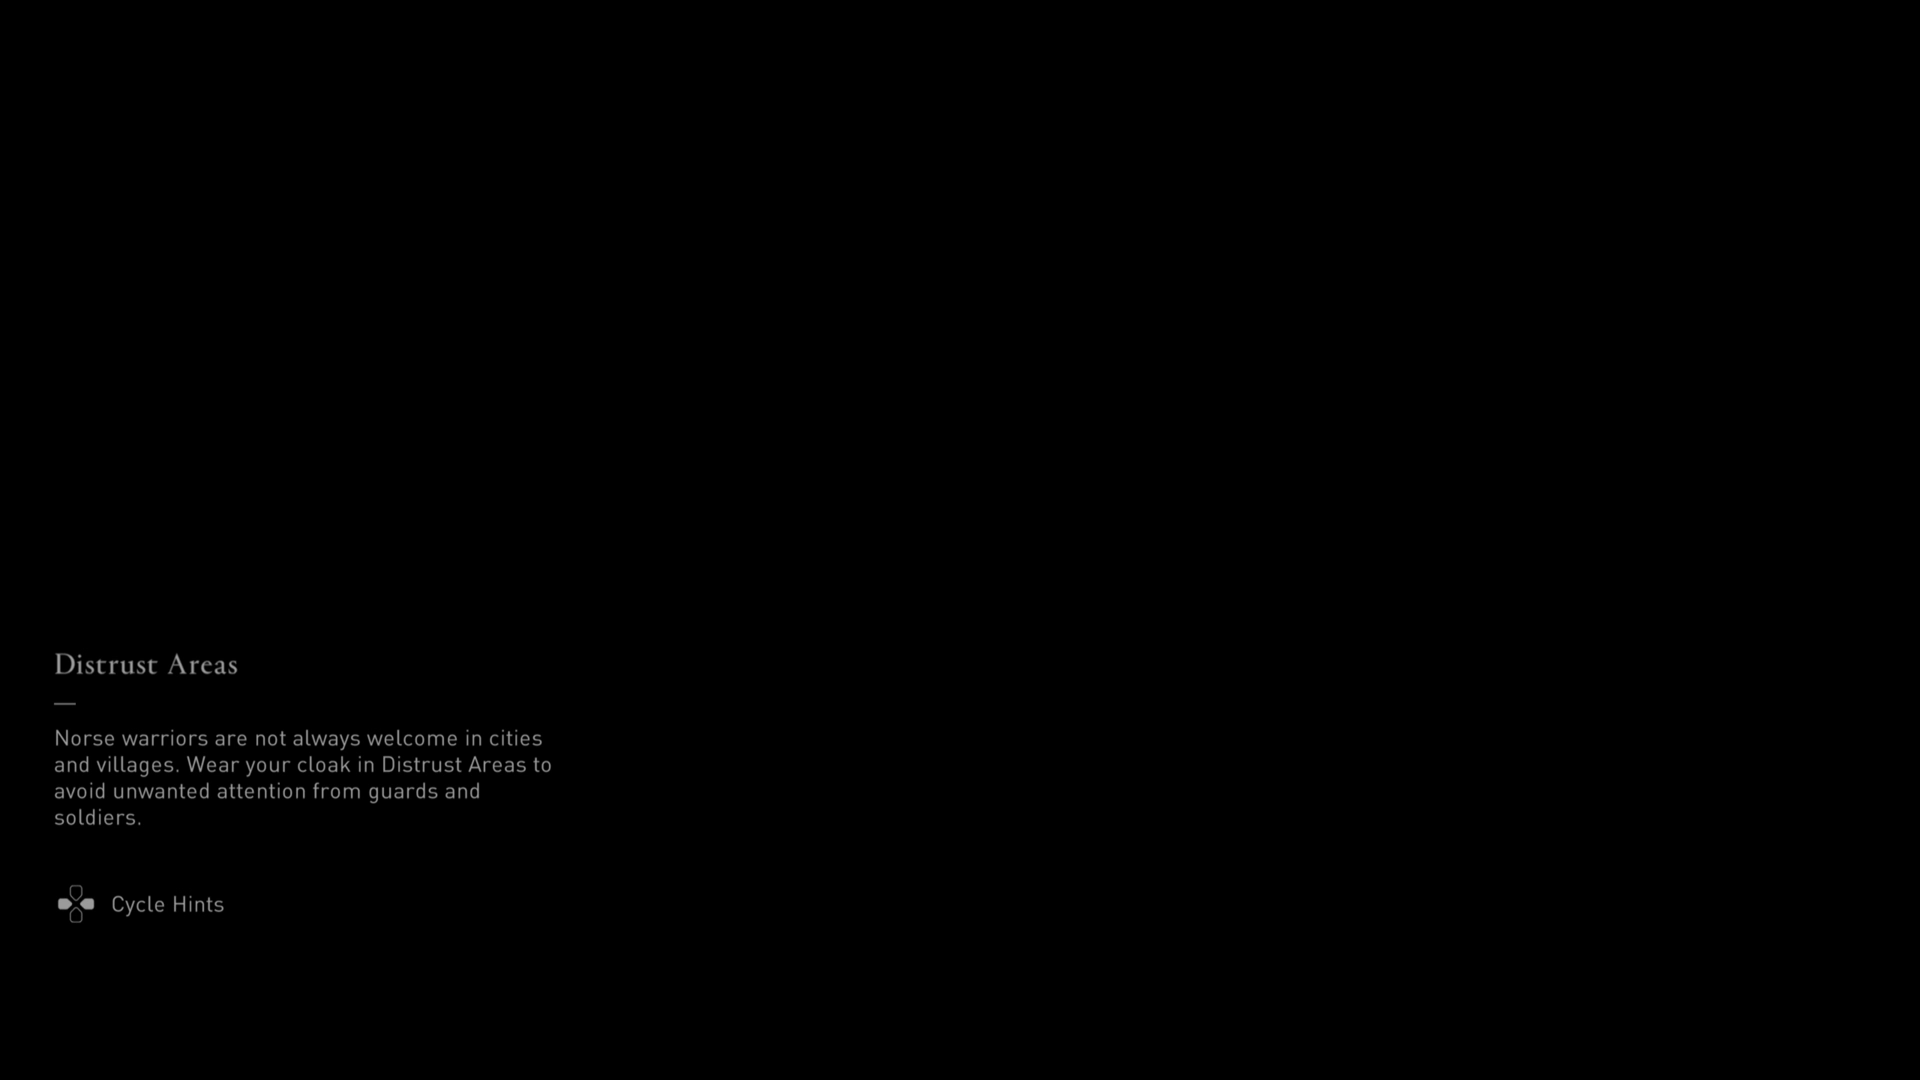 Distrust Areas
Norse warriors are not always welcome in cities
and villages. Wear your cloak in Distrust Areas to
avoid unwanted attention from guards and
soldiers.
Cycle Hints